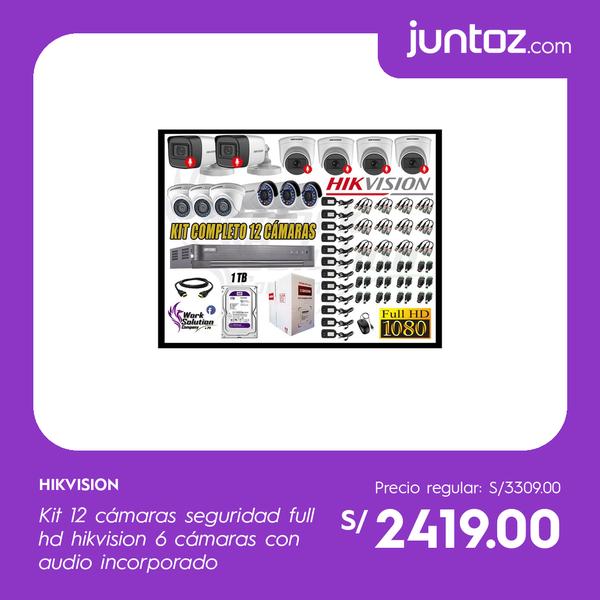 juntoz.com
HIKVISION
KIT COMPLETO 12 CÁMARAS
1 TB
Work
Solution
Company
Full HD
1080
HIKVISION
Precio regular: S/3309.00
Kit 12 cámaras seguridad full
hd hikvision 6 cámaras con
audio incorporado
S/ 2419.00